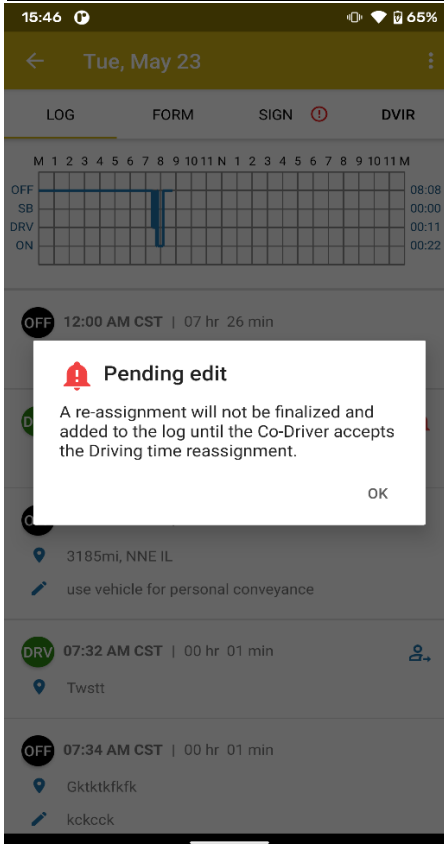 15:46 65%
Tue, May 23
LOG FORM SIGN DVIR
M 1 2 3 4 5 6 7 8 9 10 11 N 1 2 3 4 5 6 7 8 9 10 11 M
OFF 08:08
SB 00:00
DRV 00:11
ON 00:22
OFF 12:00 AM CST | 07 hr 26 min
Pending edit
A re-assignment will not be finalized and
added to the log until the Co-Driver accepts
the Driving time reassignment.
OK
3185mi, NNE IL
use vehicle for personal conveyance
DRV 07:32 AM CST | 00 hr 01 min
Twstt
OFF 07:34 AM CST | 00 hr 01 min
Gktktkfkfk
kckcck